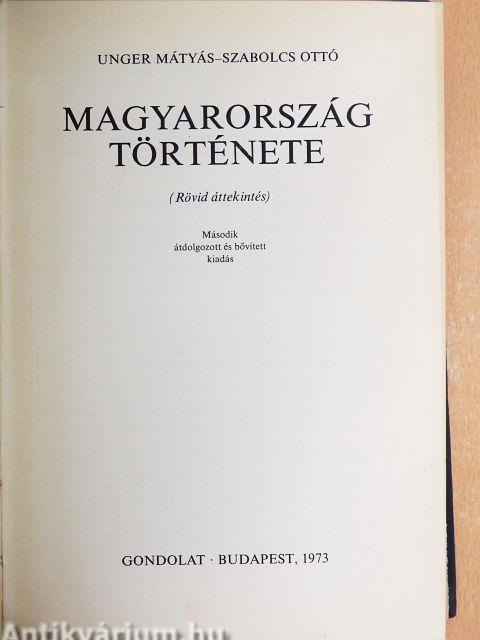 UNGER MÁTYÁS–SZABOLCS OTTÓ
MAGYARORSZÁG
TÖRTÉNETE
(Rövid áttekintés)
Második
átdolgozott és bővített
kiadás
GONDOLAT · BUDAPEST, 1973
Antikvárium.hu